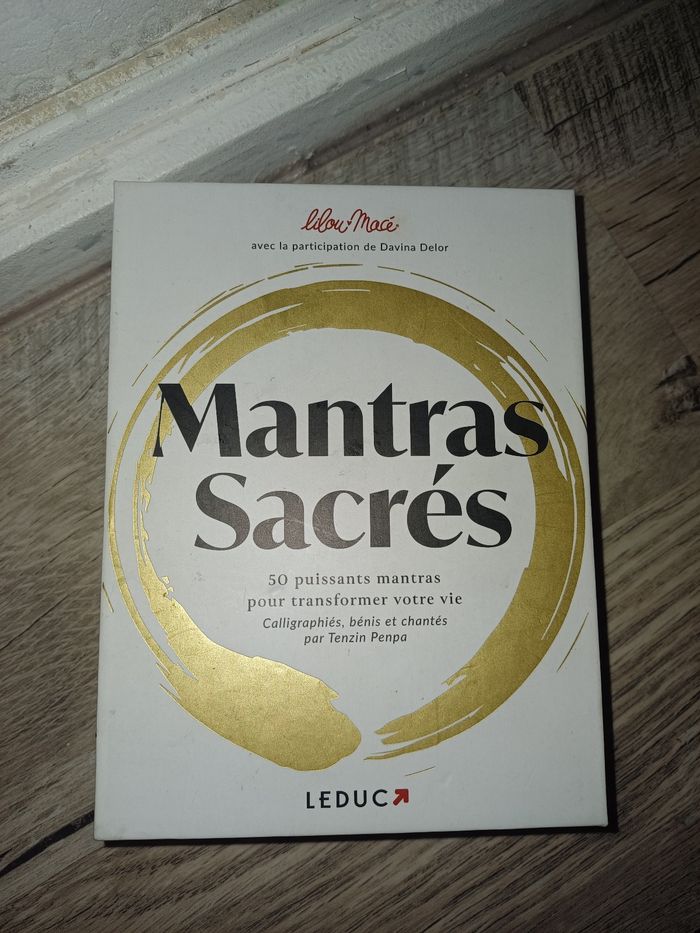 lilou Macé
avec la participation de Davina Delor
Mantras
Sacrés
50 puissants mantras
pour transformer votre vie
Calligraphiés, bénis et chantés
par Tenzin Penpa
LEDUC